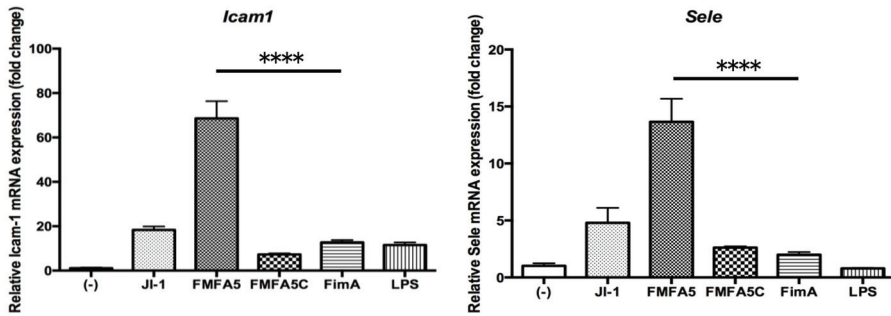 Icam1
Relative Icam-1 mRNA expression (fold change)
100
80
60
40
20
0
****
(-) JI-1 FMFA5 FMFA5C FimA LPS
Sele
Relative Sele mRNA expression (fold change)
20
15
10
5
0
****
(-) JI-1 FMFA5 FMFA5C FimA LPS